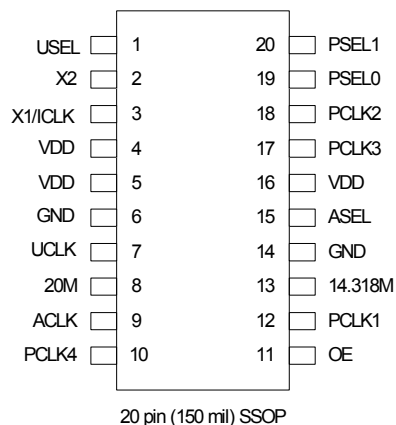 USEL 1 20 PSEL1
X2 2 19 PSEL0
X1/ICLK 3 18 PCLK2
VDD 4 17 PCLK3
VDD 5 16 VDD
GND 6 15 ASEL
UCLK 7 14 GND
20M 8 13 14.318M
ACLK 9 12 PCLK1
PCLK4 10 11 OE
20 pin (150 mil) SSOP